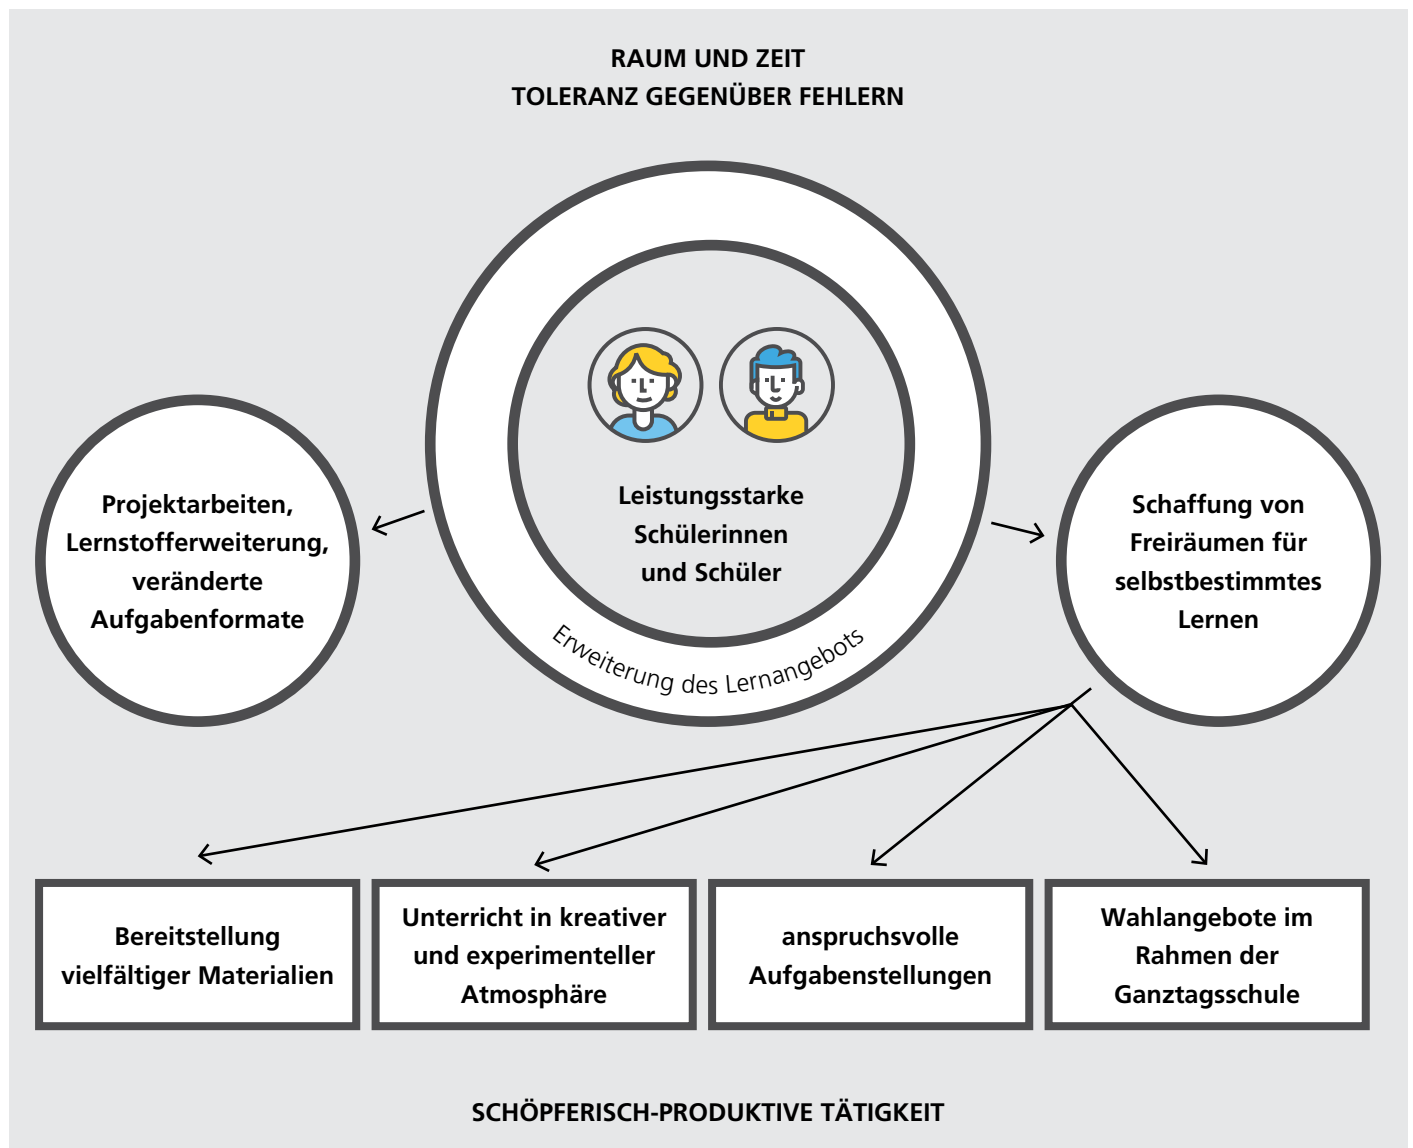 RAUM UND ZEIT
TOLERANZ GEGENÜBER FEHLERN
Leistungsstarke
Schülerinnen
und Schüler
Erweiterung des Lernangebots
Projektarbeiten,
Lernstofferweiterung,
veränderte
Aufgabenformate
Schaffung von
Freiräumen für
selbstbestimmtes
Lernen
Bereitstellung
vielfältiger Materialien
Unterricht in kreativer
und experimenteller
Atmosphäre
anspruchsvolle
Aufgabenstellungen
Wahlangebote im
Rahmen der
Ganztagsschule
SCHÖPFERISCH-PRODUKTIVE TÄTIGKEIT